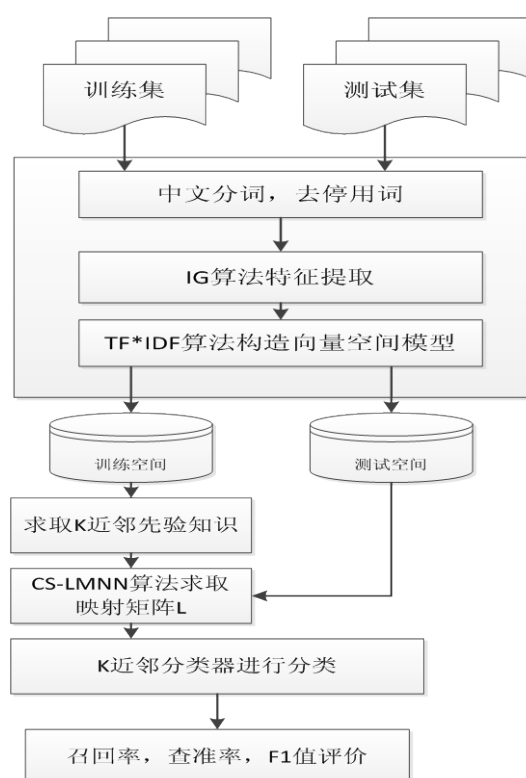 训练集
测试集
中文分词，去停用词
IG算法特征提取
TF*IDF算法构造向量空间模型
训练空间
测试空间
求取K近邻先验知识
CS-LMNN算法求取
映射矩阵L
K近邻分类器进行分类
召回率，查准率，F1值评价